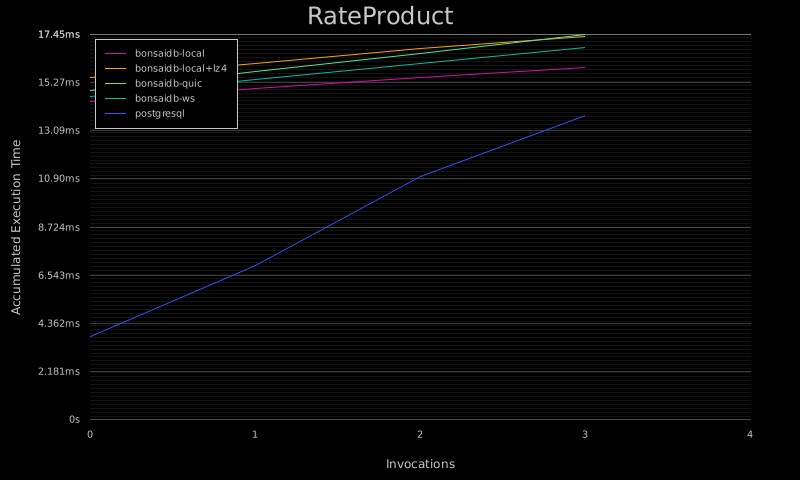 RateProduct
17.45ms
15.27ms
13.09ms
10.90ms
8.724ms
6.543ms
4.362ms
2.181ms
0s
Accumulated Execution Time
bonsaidb-local
bonsaidb-local+lz4
bonsaidb-quic
bonsaidb-ws
postgresql
0 1 2 3 4
Invocations